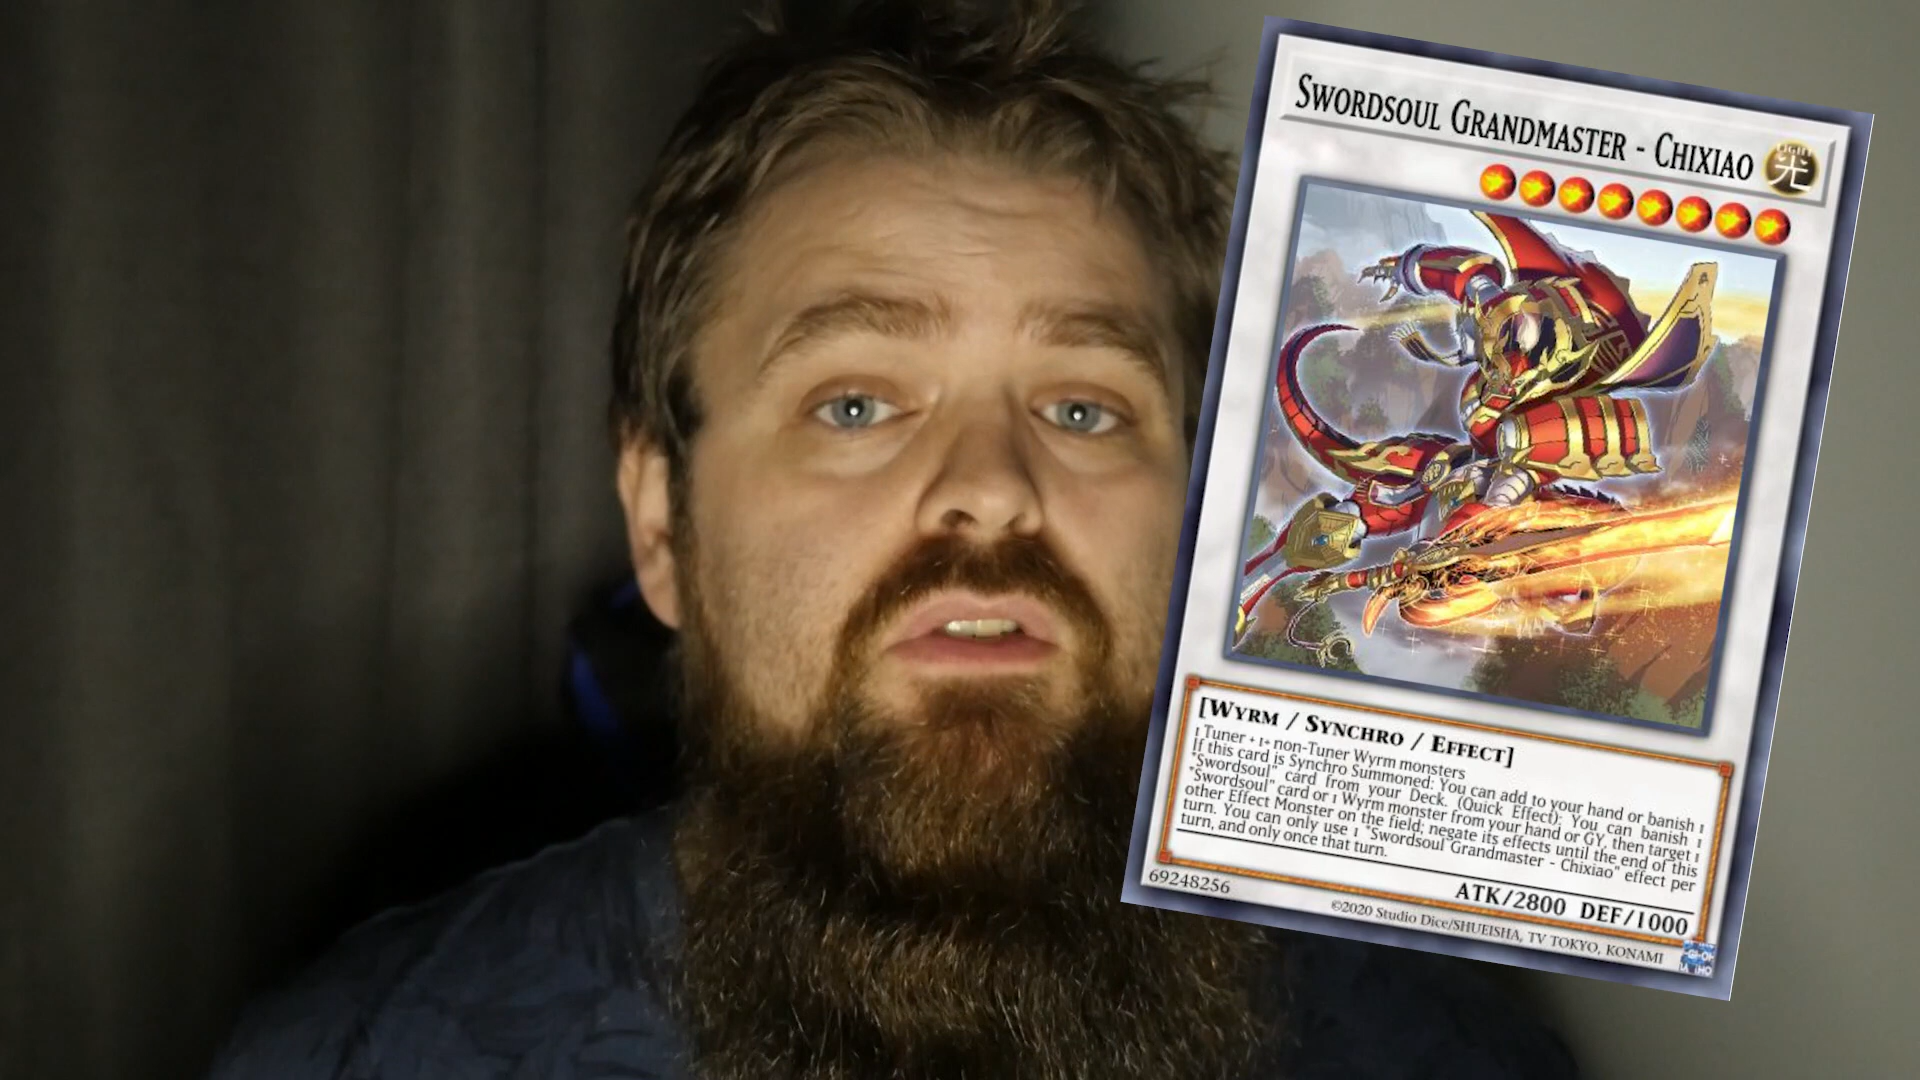 SWORDSOUL GRANDMASTER - CHIXIAO
LIGHT
光
[WYRM / SYNCHRO / EFFECT]
1 Tuner + 1+ non-Tuner Wyrm monsters
If this card is Synchro Summoned: You can add to your hand or banish 1
"Swordsoul" card from your Deck. (Quick Effect): You can banish 1
"Swordsoul" card or 1 Wyrm monster from your hand or GY, then target 1
other Effect Monster on the field; negate its effects until the end of this
turn. You can only use 1 "Swordsoul Grandmaster - Chixiao" effect per
turn, and only once that turn.
ATK/2800 DEF/1000
69248256
©2020 Studio Dice/SHUEISHA, TV TOKYO, KONAMI